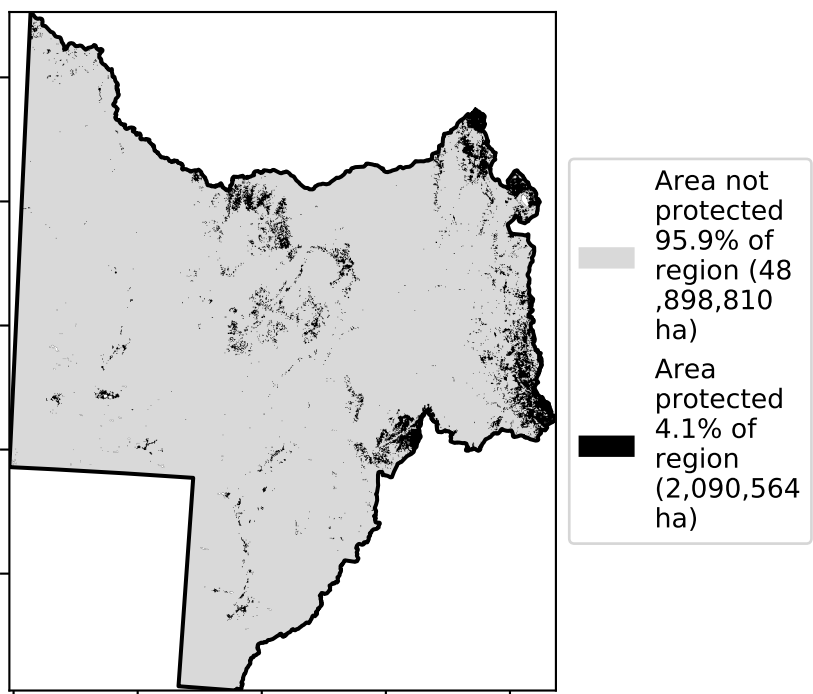 Area not
protected
95.9% of
region (48
,898,810
ha)
Area
protected
4.1% of
region
(2,090,564
ha)